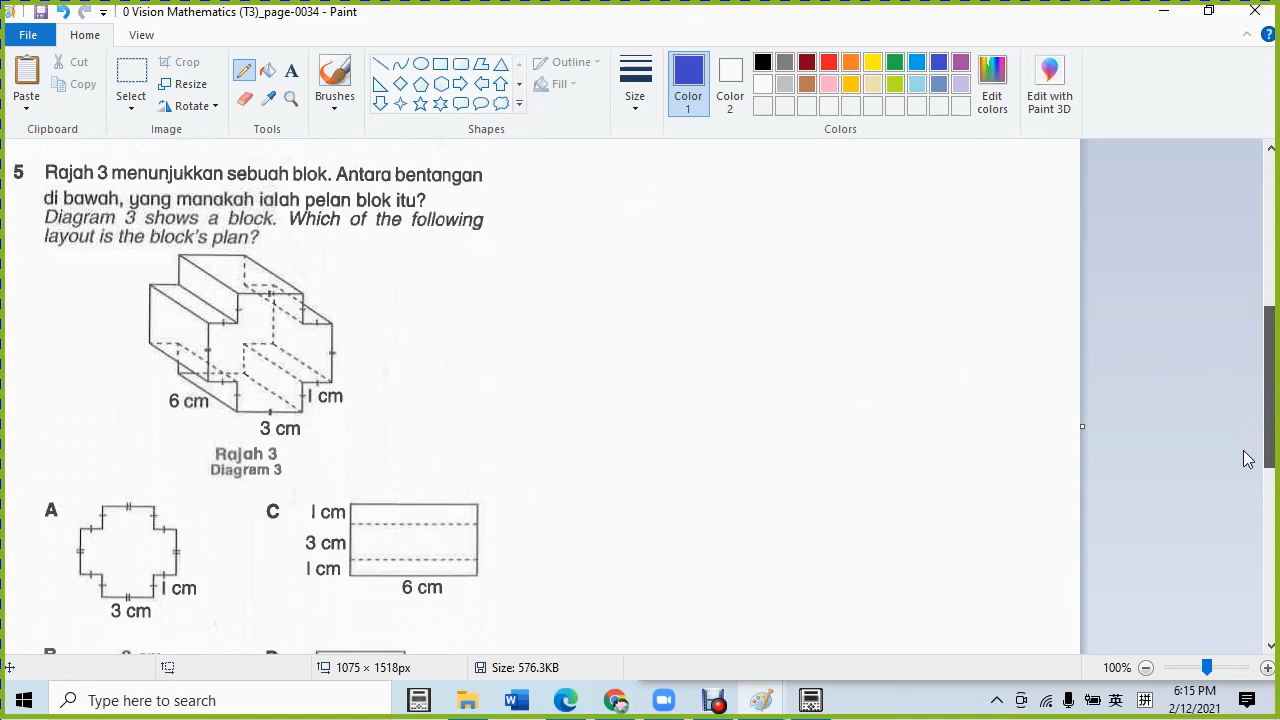 0 Vision Mathematics (T3)_page-0034 - Paint
File Home View
Paste
Cut
Copy
Clipboard
Select
Crop
Resize
Rotate
Image
A
Tools
Brushes
Outline
Fill
Shapes
Size
Color 1
Color 2
Edit colors
Edit with Paint 3D
Colors
5 Rajah 3 menunjukkan sebuah blok. Antara bentangan
di bawah, yang manakah ialah pelan blok itu?
Diagram 3 shows a block. Which of the following
layout is the block's plan?
6 cm
1 cm
3 cm
Rajah 3
Diagram 3
A
1 cm
3 cm
C
1 cm
3 cm
1 cm
6 cm
1075 × 1518px
Size: 576.3KB
100%
Type here to search
英
拼
6:15 PM
2/12/2021